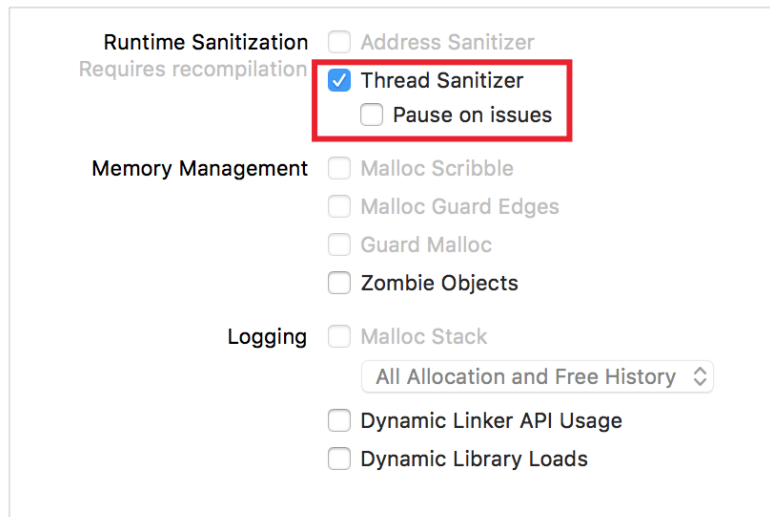 Runtime Sanitization Address Sanitizer
Requires recompilation
Thread Sanitizer
Pause on issues
Memory Management Malloc Scribble
Malloc Guard Edges
Guard Malloc
Zombie Objects
Logging Malloc Stack
All Allocation and Free History
Dynamic Linker API Usage
Dynamic Library Loads